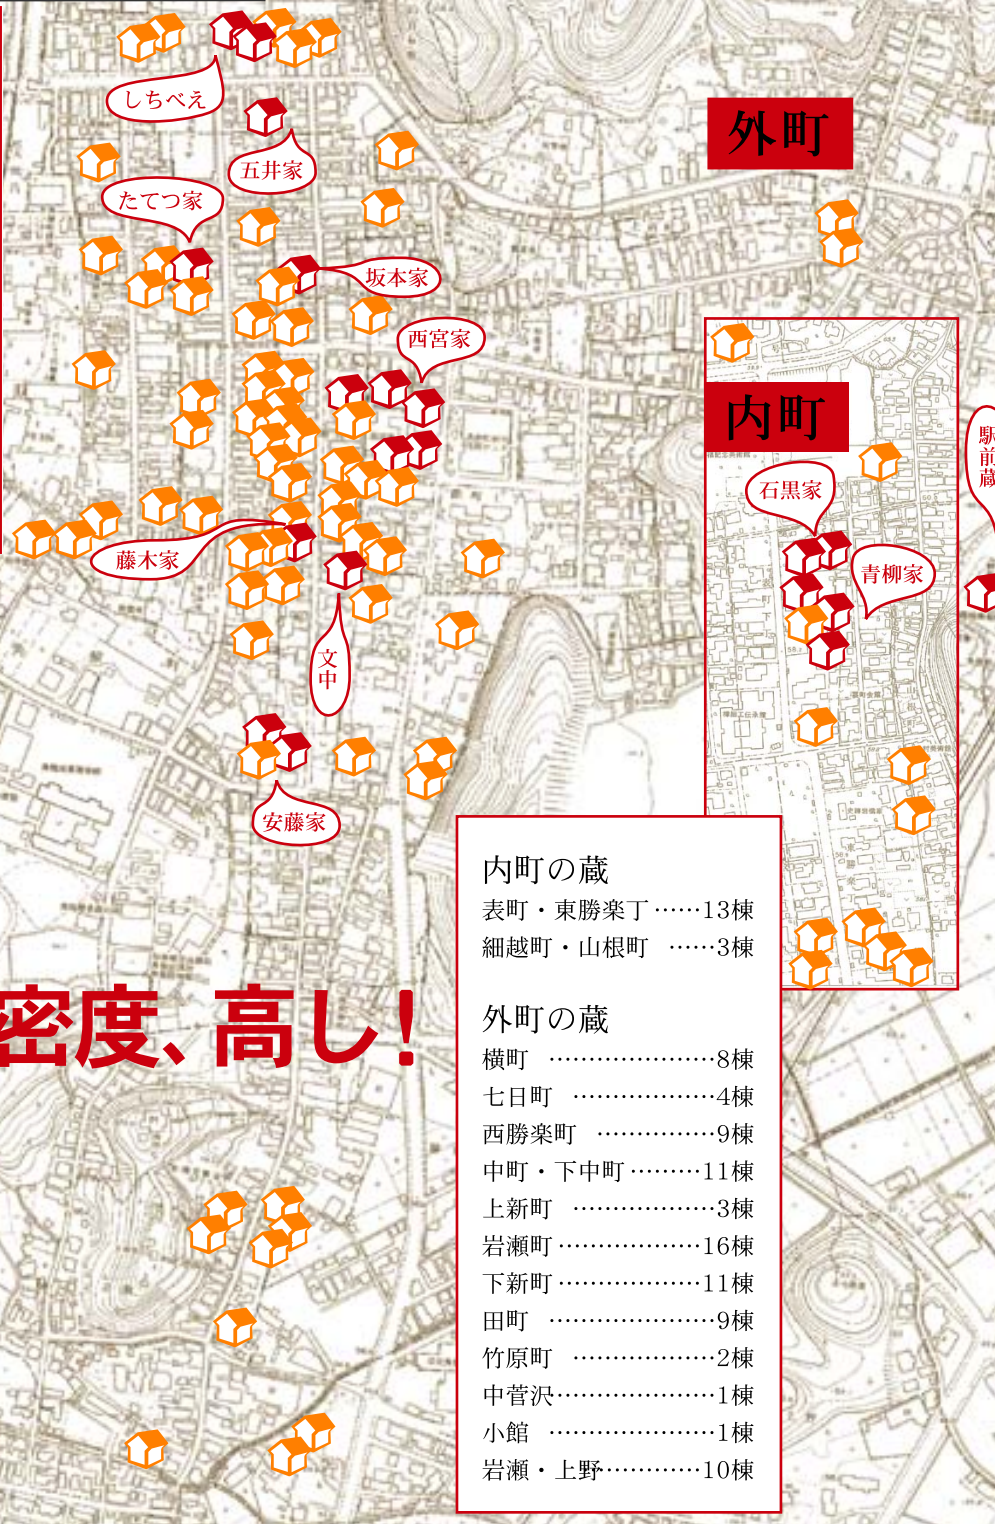 しちべえ
五井家
外町
たてつ家
坂本家
西宮家
内町
駅前蔵
石黒家
青柳家
藤木家
文中
安藤家
内町の蔵
表町・東勝楽丁……13棟
細越町・山根町 ……3棟
密度、高し!
外町の蔵
横町 …………………8棟
七日町 ………………4棟
西勝楽町 ……………9棟
中町・下中町………11棟
上新町 ………………3棟
岩瀬町………………16棟
下新町………………11棟
田町 …………………9棟
竹原町 ………………2棟
中菅沢………………1棟
小館 …………………1棟
岩瀬・上野…………10棟